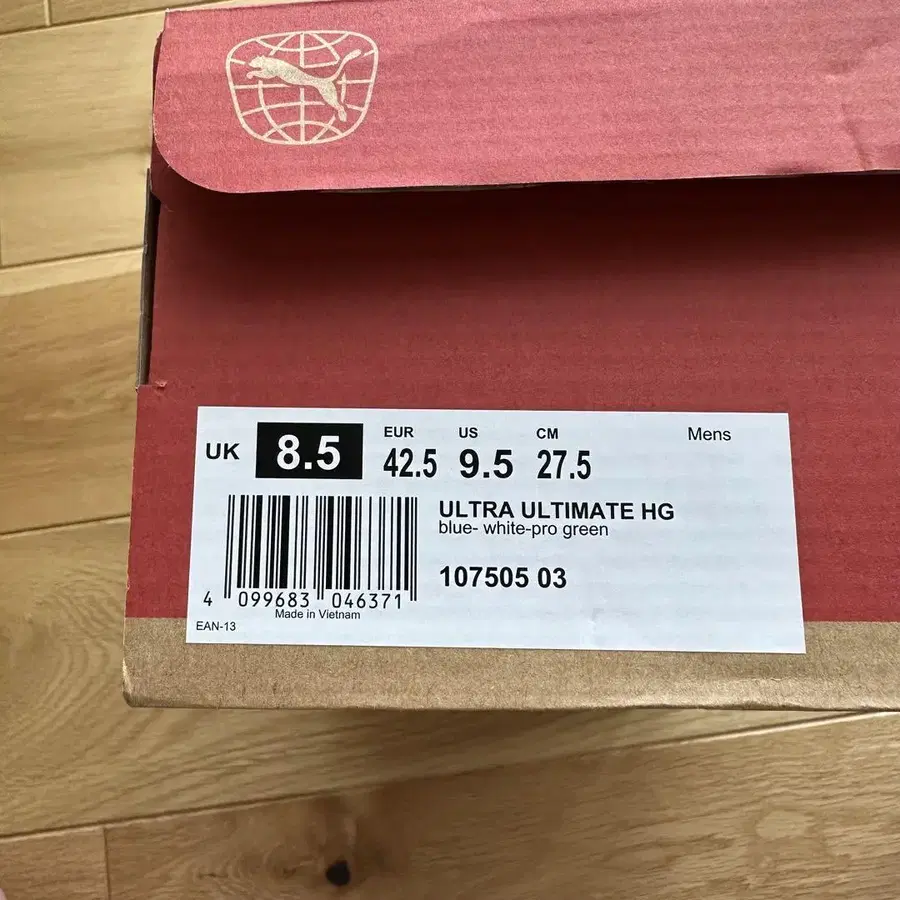 UK 8.5
EUR 42.5
US 9.5
CM 27.5
Mens
ULTRA ULTIMATE HG
blue- white-pro green
107505 03
4 099683 046371
Made in Vietnam
EAN-13